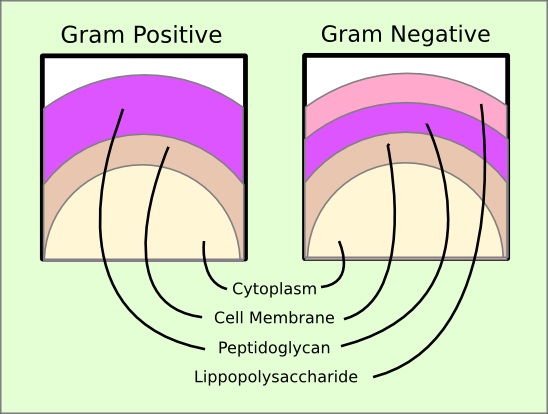 Gram Positive
Gram Negative
Cytoplasm
Cell Membrane
Peptidoglycan
Lippopolysaccharide